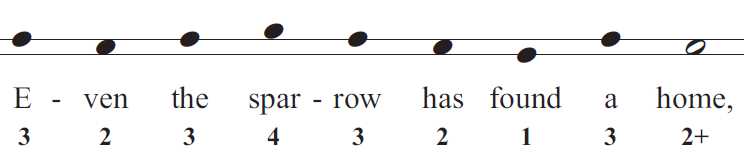 E - ven the spar - row has found a home,
3 2 3 4 3 2 1 3 2+